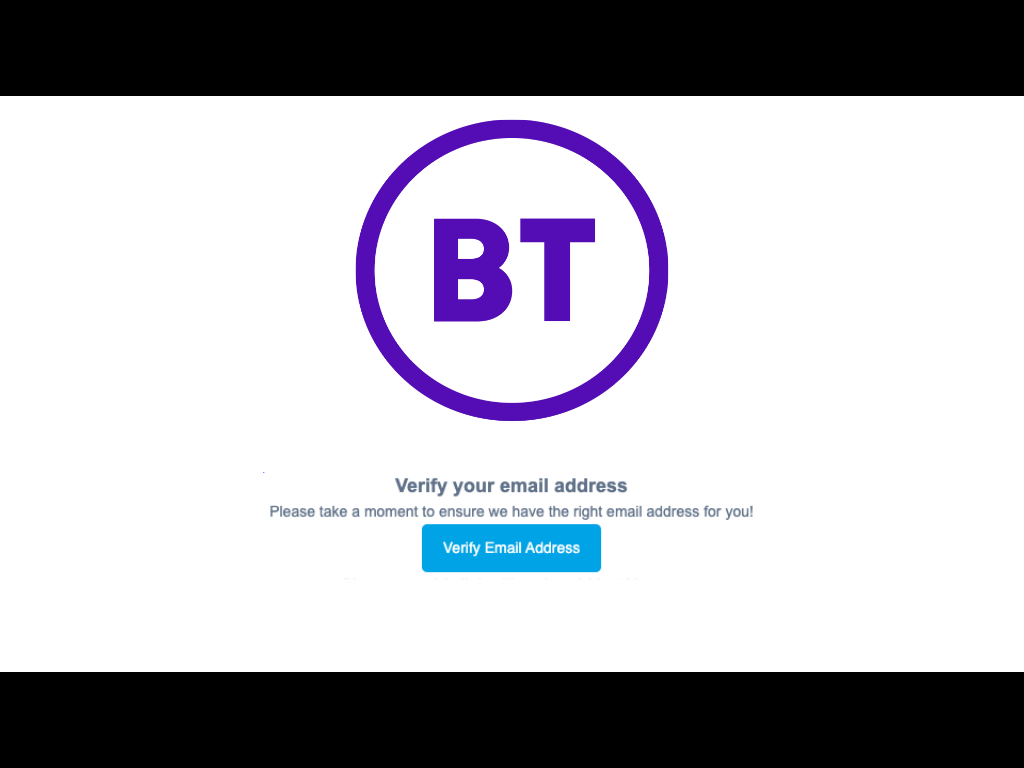 BT
Verify your email address
Please take a moment to ensure we have the right email address for you!
Verify Email Address